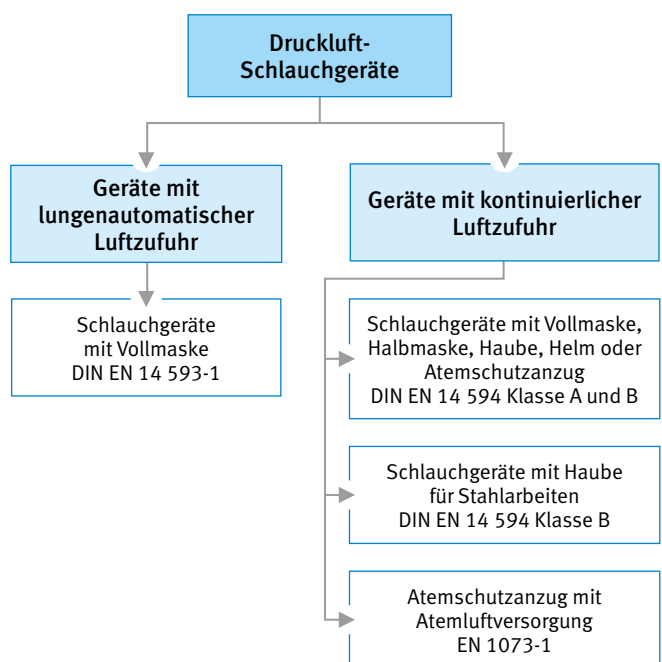 Druckluft-
Schlauchgeräte
Geräte mit
lungenautomatischer
Luftzufuhr
Geräte mit kontinuierlicher
Luftzufuhr
Schlauchgeräte
mit Vollmaske
DIN EN 14 593-1
Schlauchgeräte mit Vollmaske,
Halbmaske, Haube, Helm oder
Atemschutzanzug
DIN EN 14 594 Klasse A und B
Schlauchgeräte mit Haube
für Stahlarbeiten
DIN EN 14 594 Klasse B
Atemschutzanzug mit
Atemluftversorgung
EN 1073-1